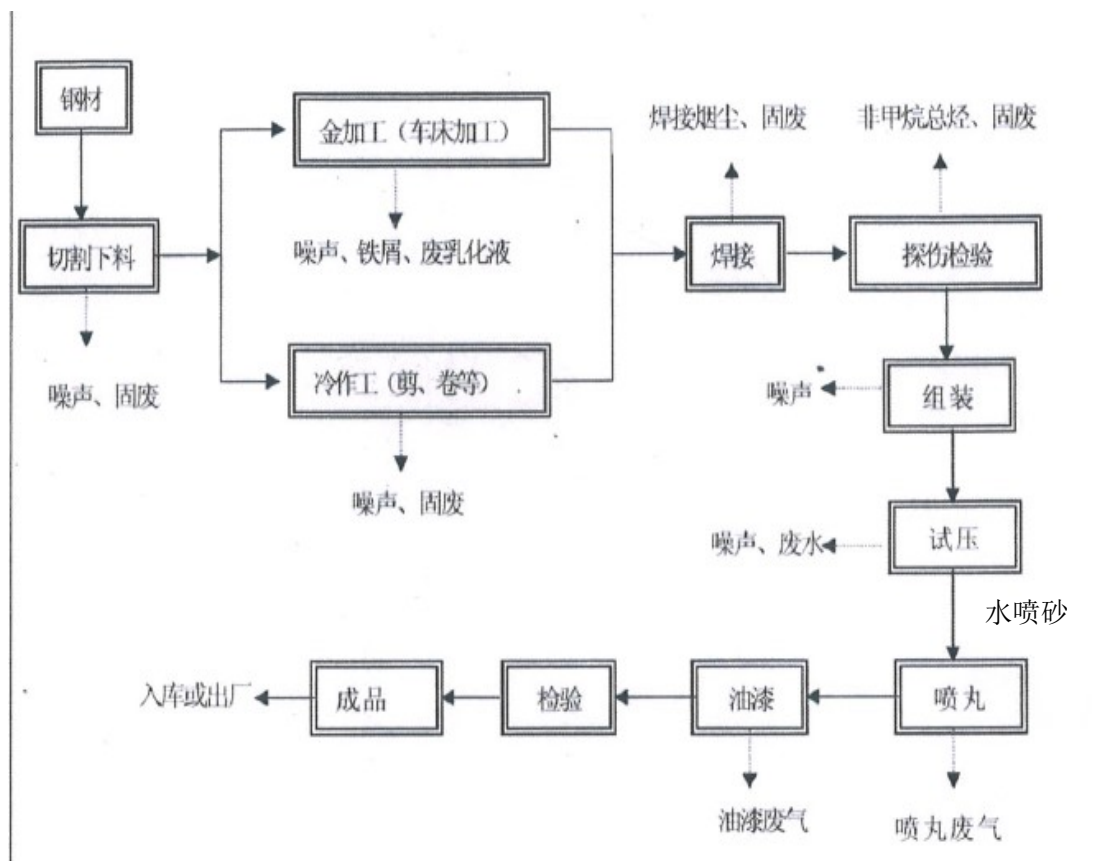 钢材
金加工（车床加工）
焊接烟尘、固废
非甲烷总烃、固废
切割下料
噪声、铁屑、废乳化液
焊接
探伤检验
噪声、固废
冷作工（剪、卷等）
噪声
组装
噪声、固废
噪声、废水
试压
水喷砂
入库或出厂
成品
检验
油漆
喷丸
油漆废气
喷丸废气